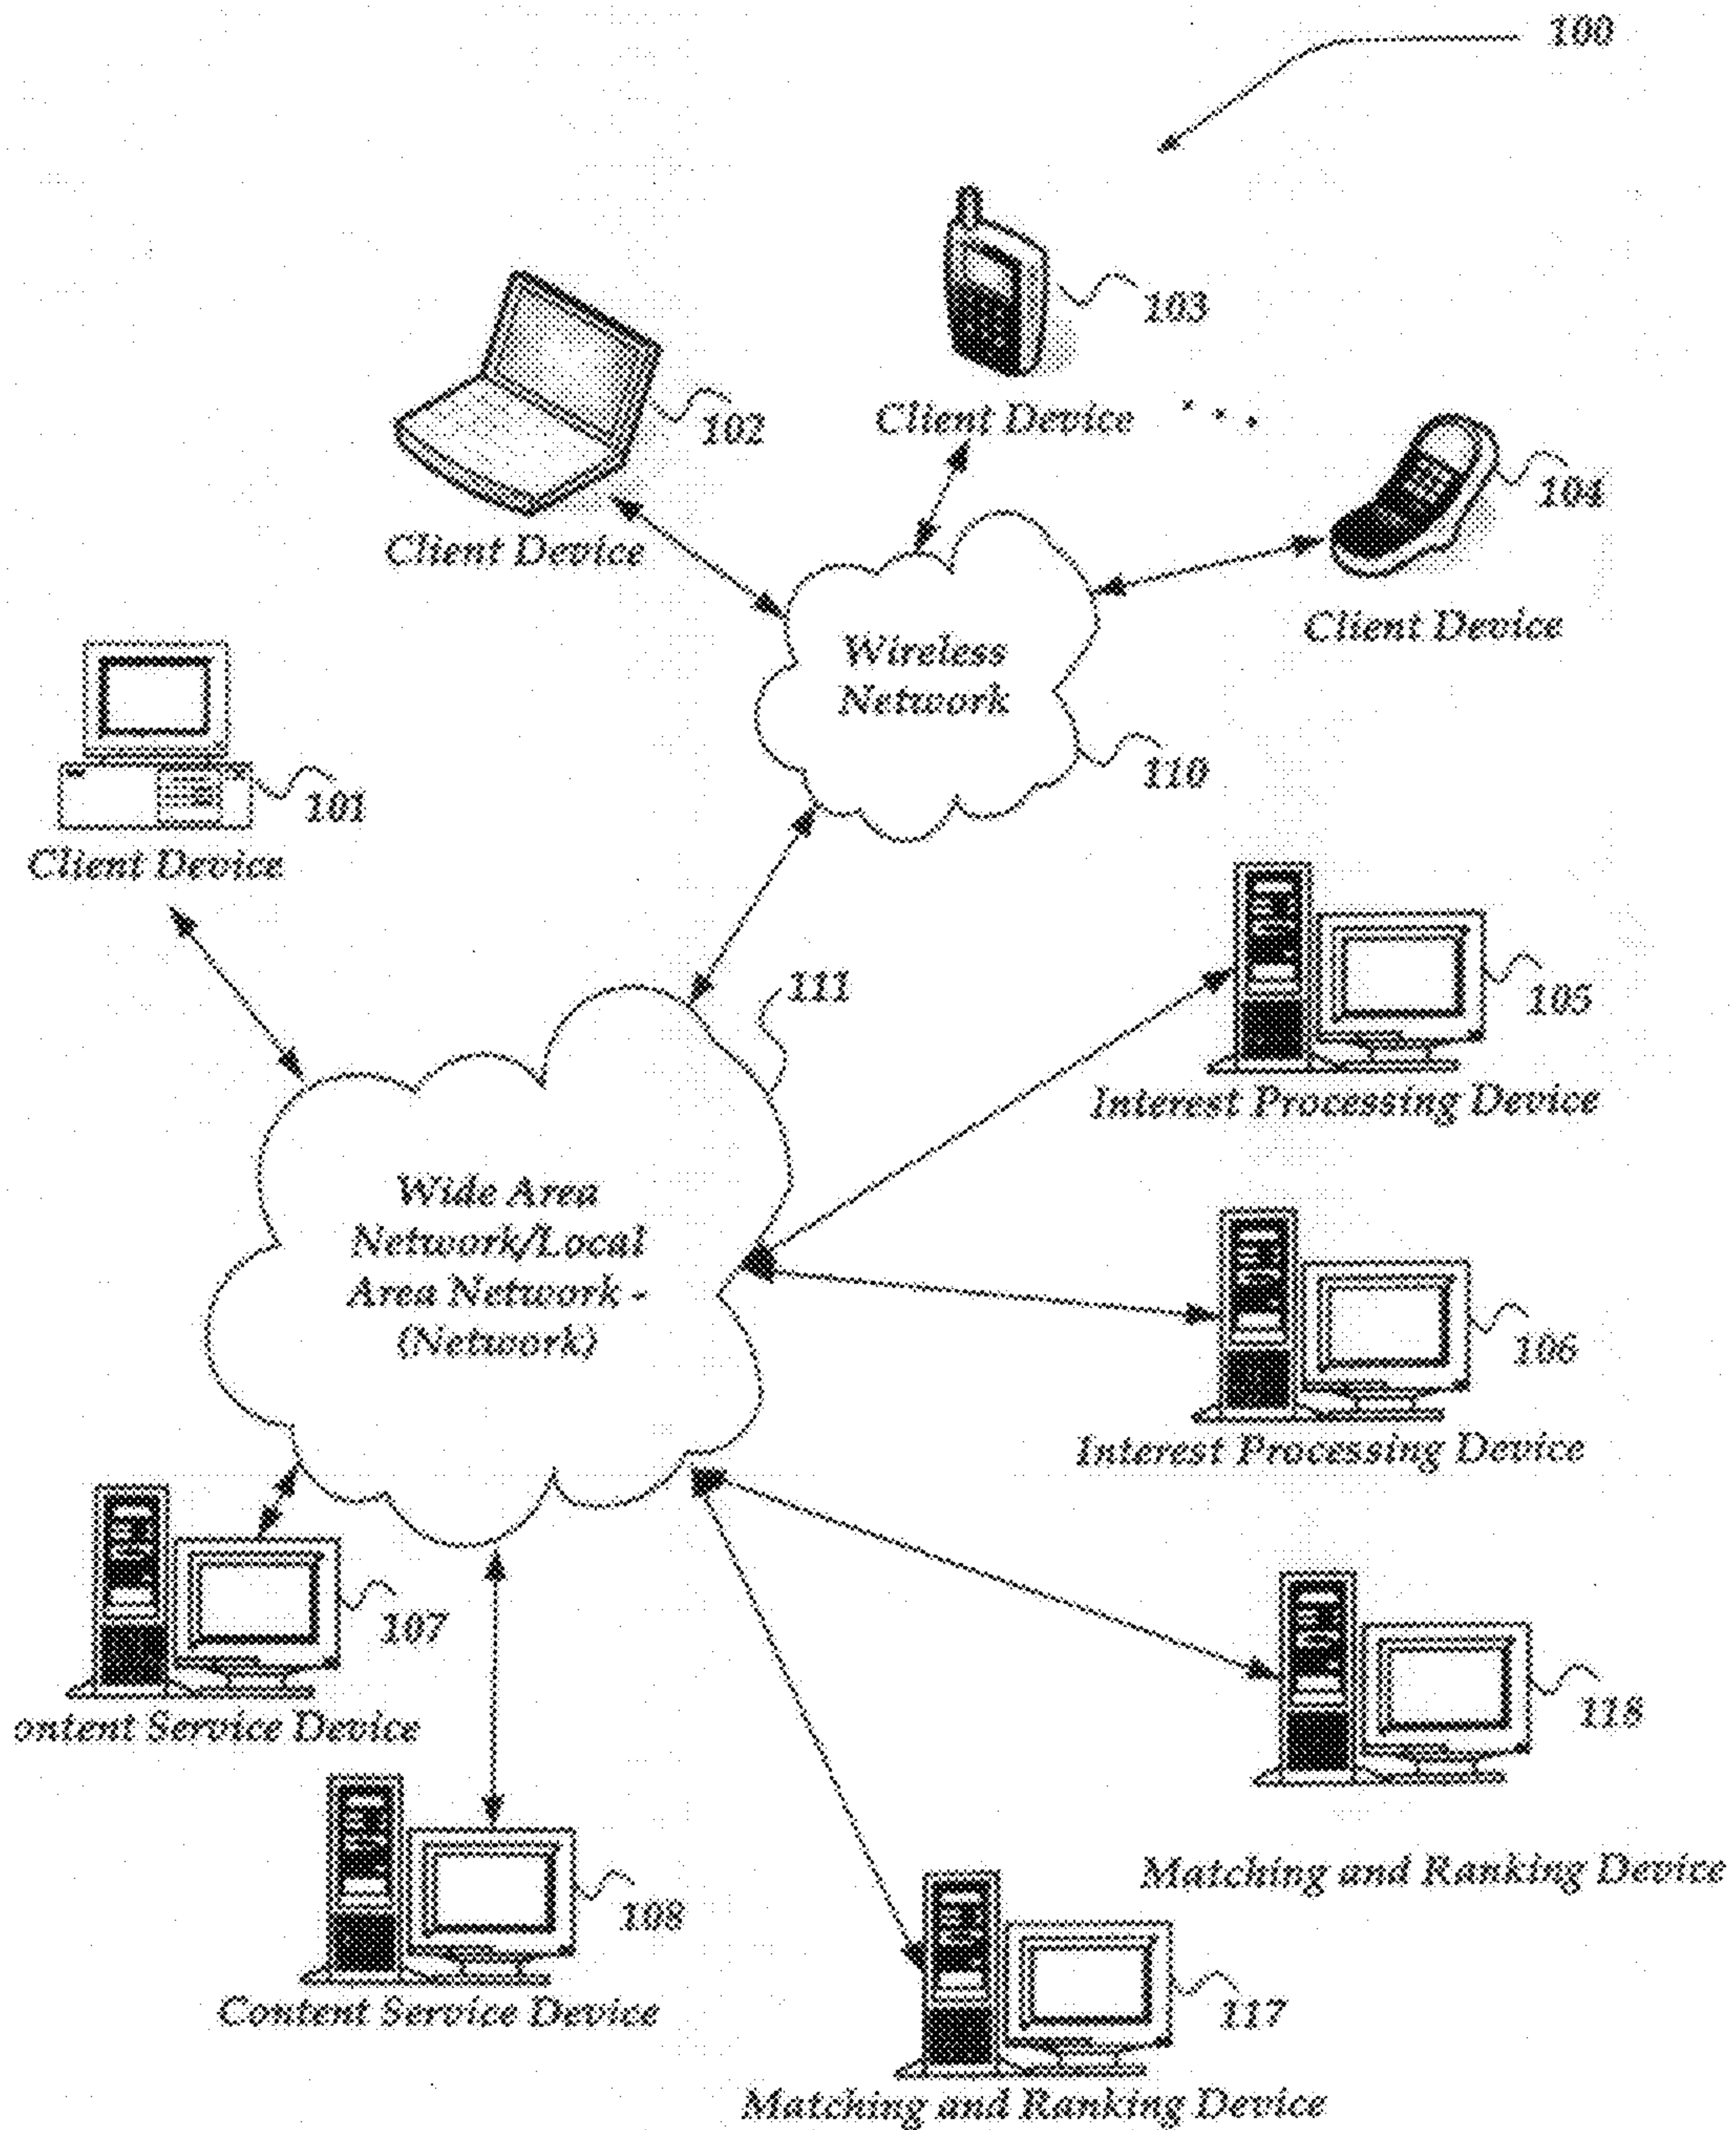 100
103
Client Device
102
Client Device
104
Client Device
Wireless
Network
110
101
Client Device
111
105
Interest Processing Device
Wide Area
Network/Local
Area Network -
(Network)
106
Interest Processing Device
107
ontent Service Device
118
Matching and Ranking Device
108
Content Service Device
117
Matching and Ranking Device